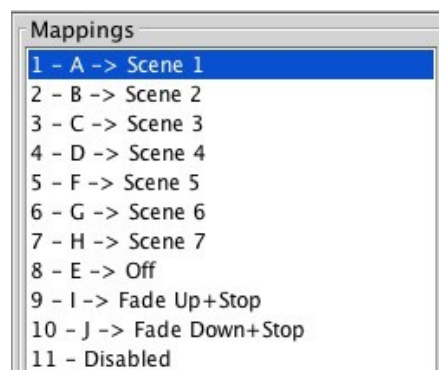 Mappings
1 – A –> Scene 1
2 – B –> Scene 2
3 – C –> Scene 3
4 – D –> Scene 4
5 – F –> Scene 5
6 – G –> Scene 6
7 – H –> Scene 7
8 – E –> Off
9 – I –> Fade Up+Stop
10 – J –> Fade Down+Stop
11 – Disabled